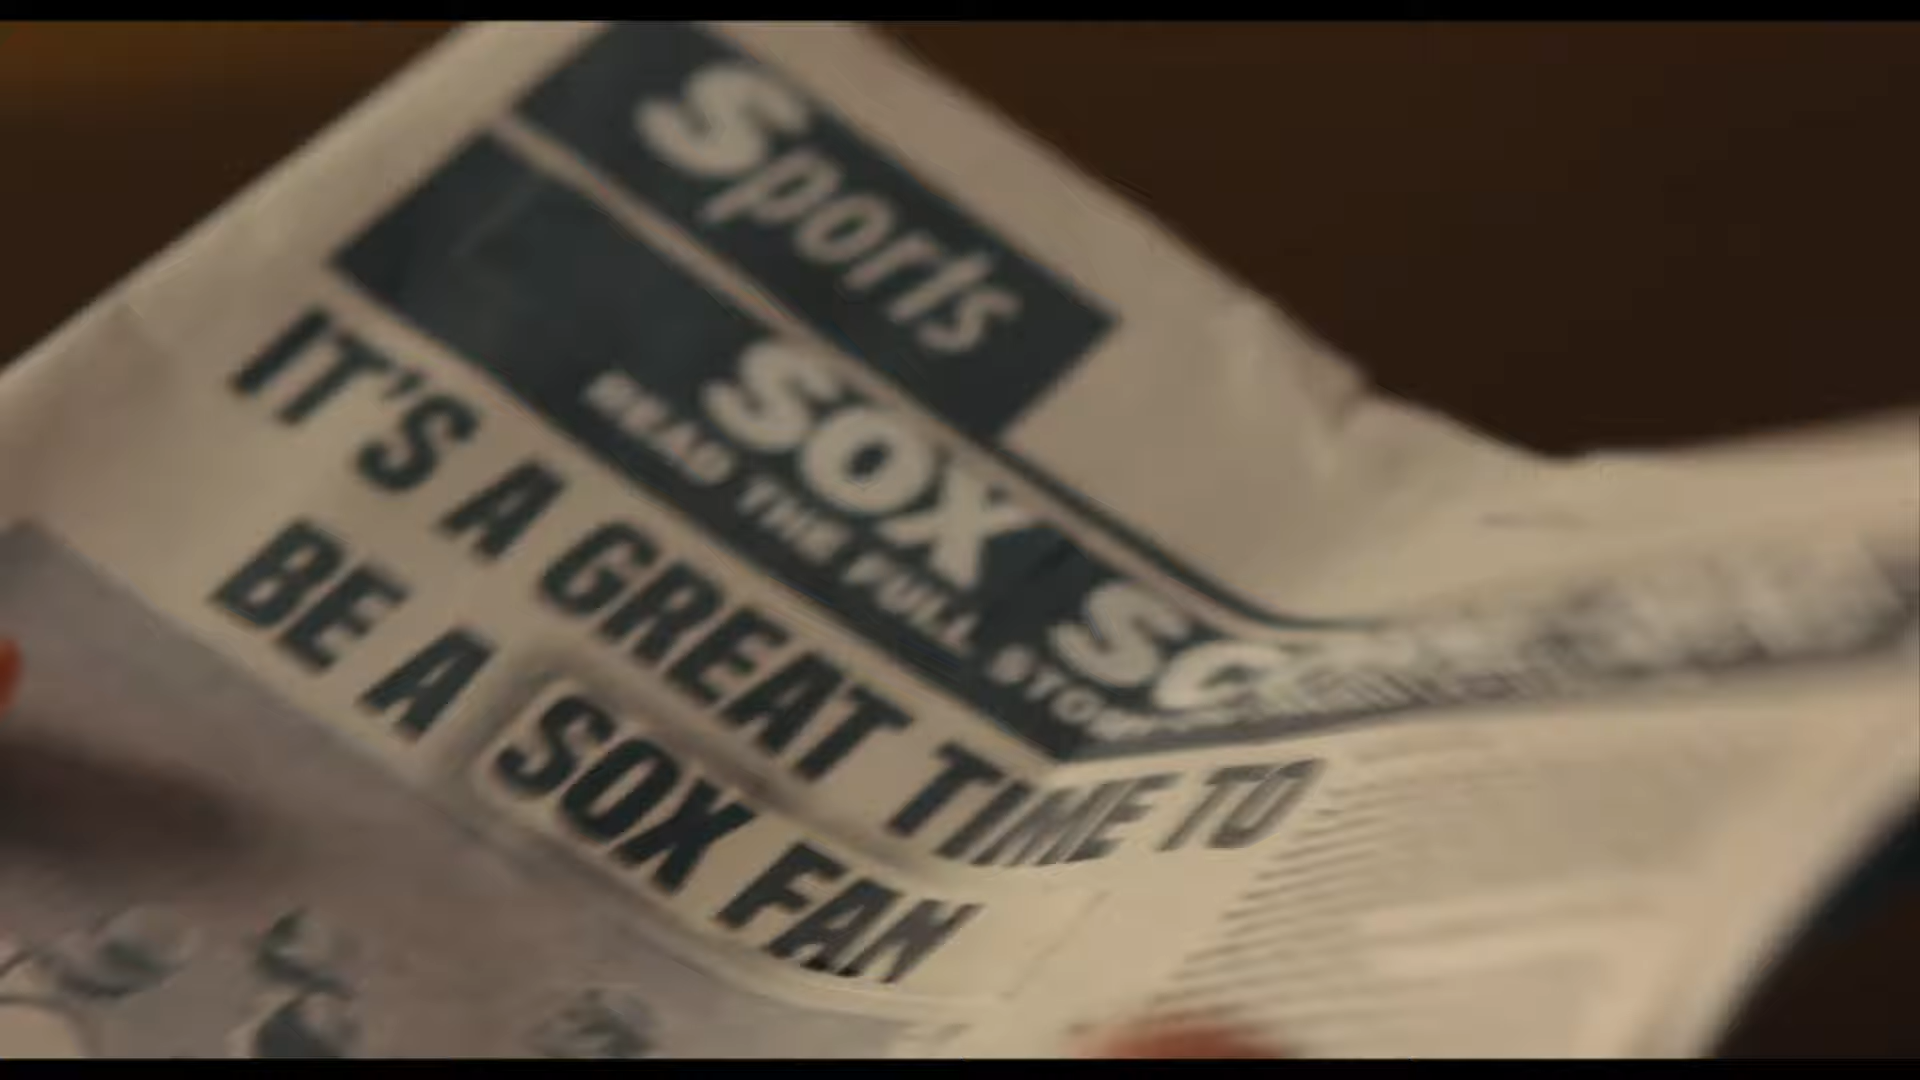 Sports
SOX
READ THE FULL
IT'S A GREAT TIME TO
BE A SOX FAN